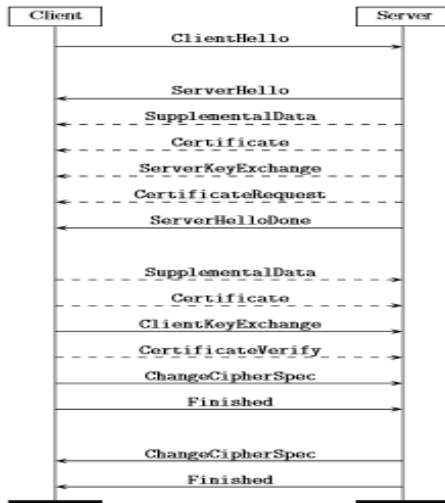 Client Server
ClientHello
ServerHello
SupplementalData
Certificate
ServerKeyExchange
CertificateRequest
ServerHelloDone
SupplementalData
Certificate
ClientKeyExchange
CertificateVerify
ChangeCipherSpec
Finished
ChangeCipherSpec
Finished